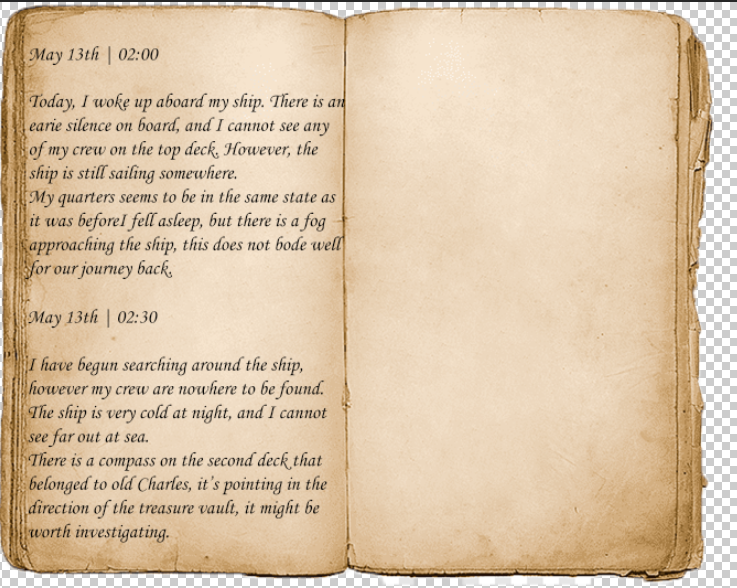 May 13th | 02:00
Today, I woke up aboard my ship. There is an
earie silence on board, and I cannot see any
of my crew on the top deck. However, the
ship is still sailing somewhere.
My quarters seems to be in the same state as
it was beforeI fell asleep, but there is a fog
approaching the ship, this does not bode well
for our journey back.
May 13th | 02:30
I have begun searching around the ship,
however my crew are nowhere to be found.
The ship is very cold at night, and I cannot
see far out at sea.
There is a compass on the second deck that
belonged to old Charles, it's pointing in the
direction of the treasure vault, it might be
worth investigating.